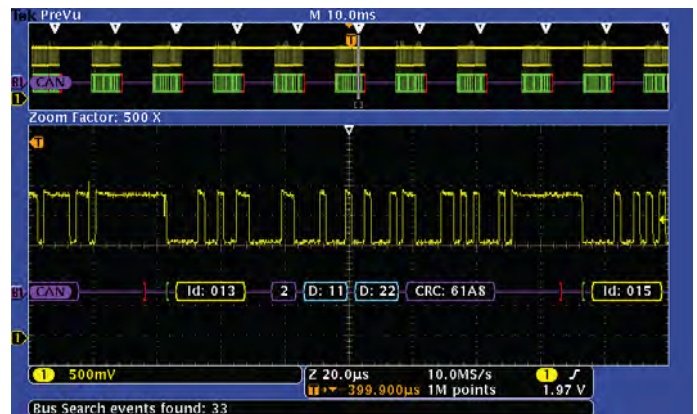 Tek PreVu M 10.0ms
T
B1 CAN
1
Zoom Factor: 500 X
T
B1 CAN Id: 013 2 D: 11 D: 22 CRC: 61A8 Id: 015
1
1 500mV Z 20.0µs 10.0MS/s 1
T 399.900µs 1M points 1.97 V
Bus Search events found: 33